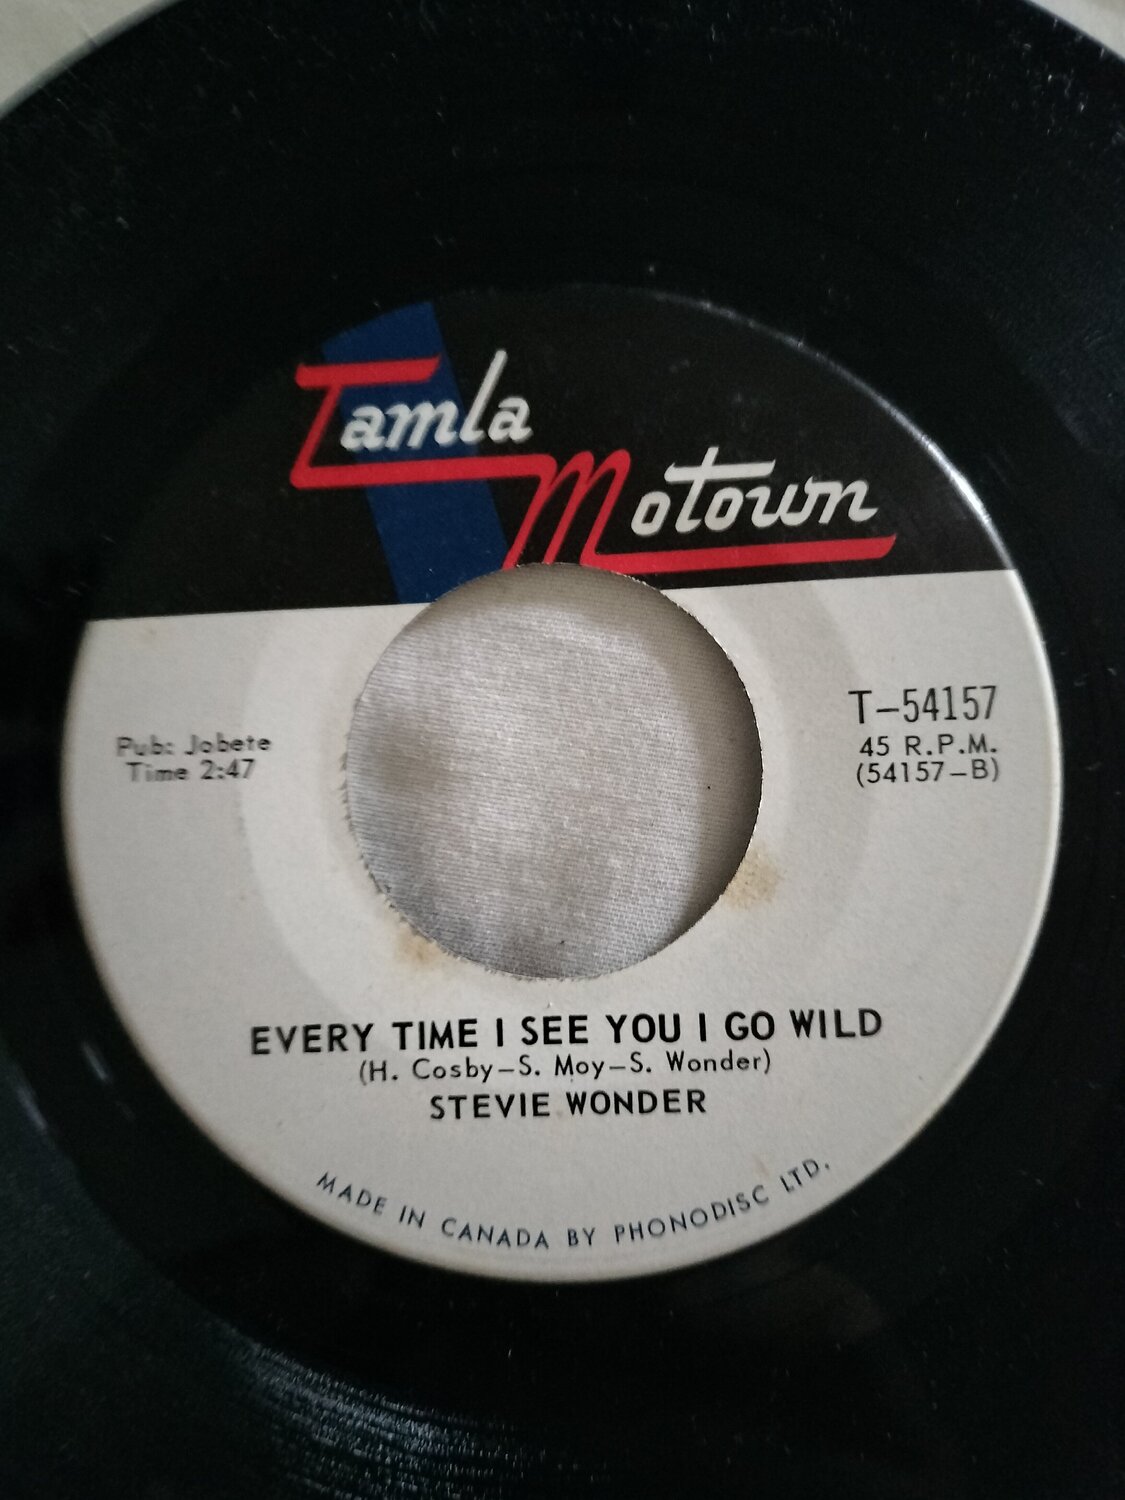 Tamla
Motown
T-54157
45 R.P.M.
(54157-B)
Pub: Jobete
Time 2:47
EVERY TIME I SEE YOU I GO WILD
(H. Cosby-S. Moy-S. Wonder)
STEVIE WONDER
MADE IN CANADA BY PHONODISC LTD.